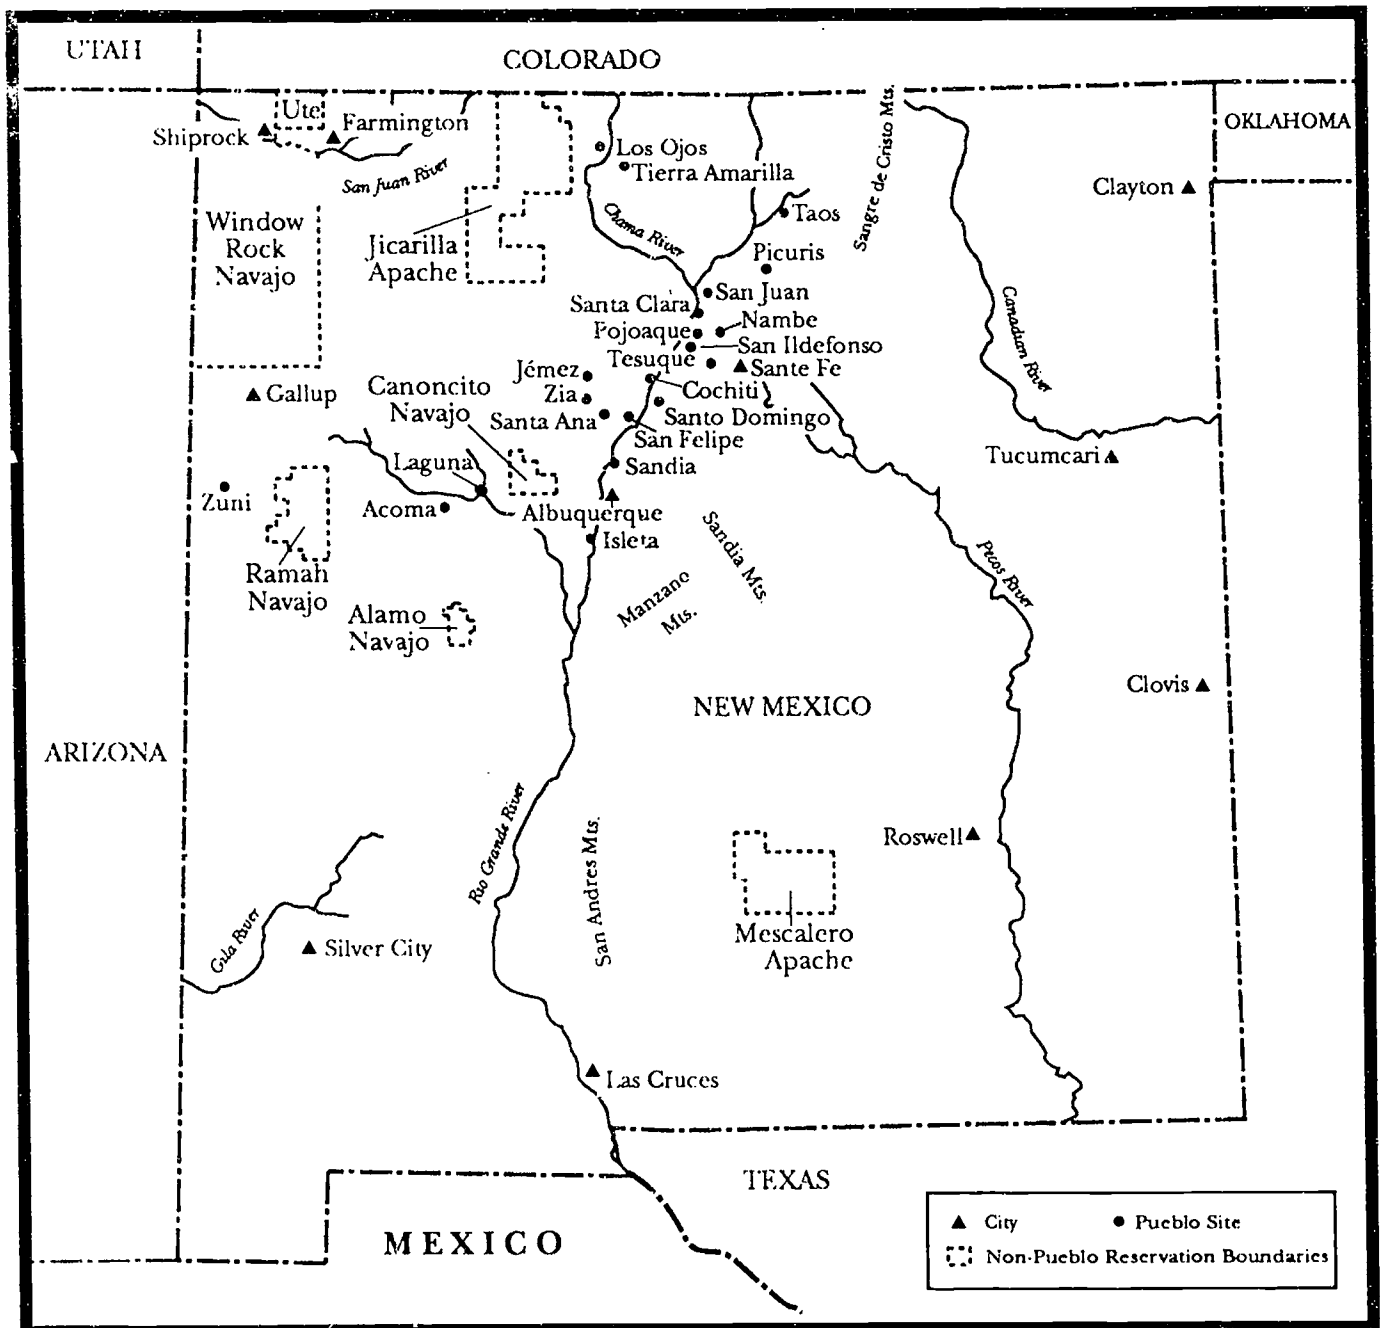 UTAH
COLORADO
OKLAHOMA
Ute
Shiprock
Farmington
San Juan River
Los Ojos
Tierra Amarilla
Sangre de Cristo Mts.
Clayton
Window
Rock
Navajo
Jicarilla
Apache
Chama River
Taos
Picuris
San Juan
Santa Clara
Pojoaque
Nambe
San Ildefonso
Tesuque
Sante Fe
Canadian River
Jémez
Zia
Cochiti
Santo Domingo
Gallup
Canoncito
Navajo
Santa Ana
San Felipe
Laguna
Sandia
Tucumcari
Zuni
Acoma
Albuquerque
Isleta
Sandia Mts.
Pecos River
Ramah
Navajo
Manzano
Mts.
Alamo
Navajo
Clovis
NEW MEXICO
ARIZONA
Rio Grande River
San Andres Mts.
Roswell
Mescalero
Apache
Gila River
Silver City
Las Cruces
TEXAS
MEXICO
City
Pueblo Site
Non-Pueblo Reservation Boundaries